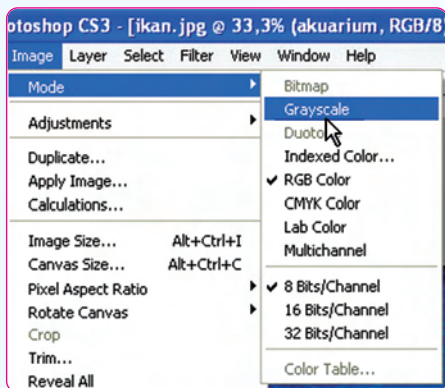 otoshop CS3 - [ikan.jpg @ 33,3% (akuarium, RGB/8)
Image Layer Select Filter View Window Help
Mode
Adjustments
Duplicate...
Apply Image...
Calculations...
Image Size... Alt+Ctrl+I
Canvas Size... Alt+Ctrl+C
Pixel Aspect Ratio
Rotate Canvas
Crop
Trim...
Reveal All
Bitmap
Grayscale
Duoto
Indexed Color...
RGB Color
CMYK Color
Lab Color
Multichannel
8 Bits/Channel
16 Bits/Channel
32 Bits/Channel
Color Table...